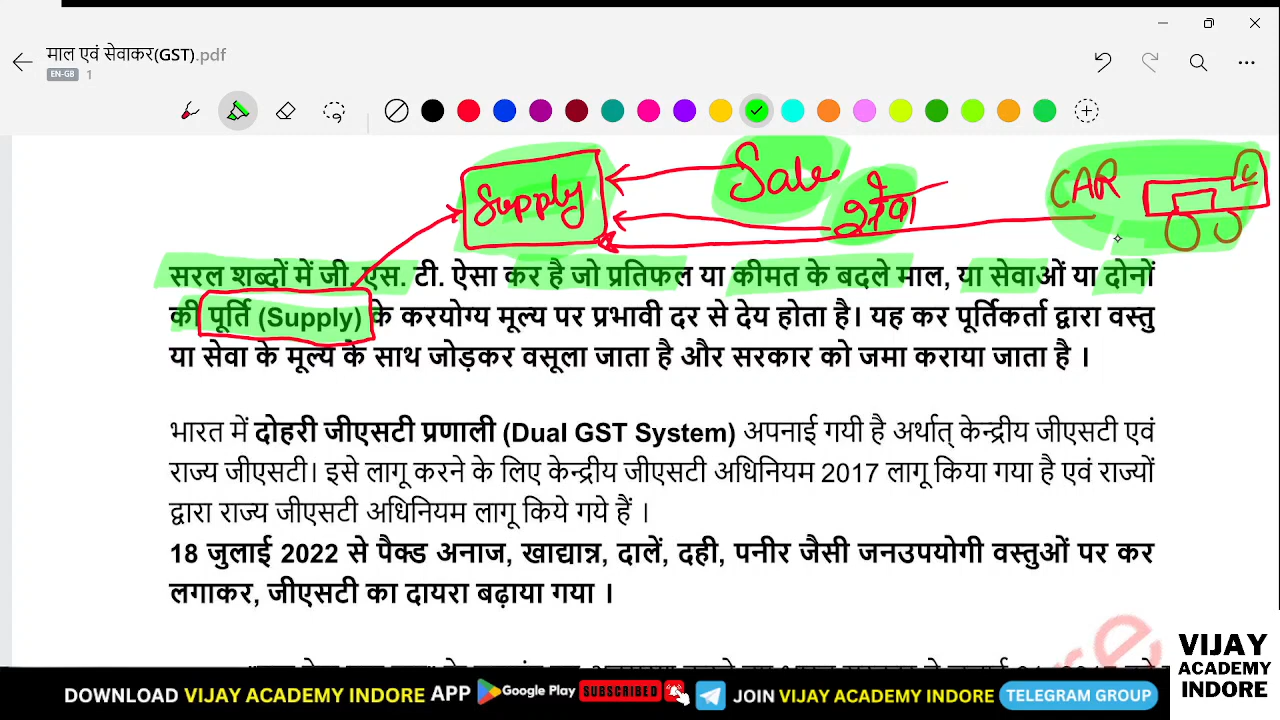 माल एवं सेवाकर(GST).pdf
EN-GB 1
Supply
Sale
सेवा
CAR
सरल शब्दों में जी. एस. टी. ऐसा कर है जो प्रतिफल या कीमत के बदले माल, या सेवाओं या दोनों
की पूर्ति (Supply) के करयोग्य मूल्य पर प्रभावी दर से देय होता है। यह कर पूर्तिकर्ता द्वारा वस्तु
या सेवा के मूल्य के साथ जोड़कर वसूला जाता है और सरकार को जमा कराया जाता है ।
भारत में दोहरी जीएसटी प्रणाली (Dual GST System) अपनाई गयी है अर्थात् केन्द्रीय जीएसटी एवं
राज्य जीएसटी। इसे लागू करने के लिए केन्द्रीय जीएसटी अधिनियम 2017 लागू किया गया है एवं राज्यों
द्वारा राज्य जीएसटी अधिनियम लागू किये गये हैं ।
18 जुलाई 2022 से पैक्ड अनाज, खाद्यान्न, दालें, दही, पनीर जैसी जनउपयोगी वस्तुओं पर कर
लगाकर, जीएसटी का दायरा बढ़ाया गया ।
VIJAY
ACADEMY
INDORE
DOWNLOAD VIJAY ACADEMY INDORE APP Google Play SUBSCRIBED JOIN VIJAY ACADEMY INDORE TELEGRAM GROUP